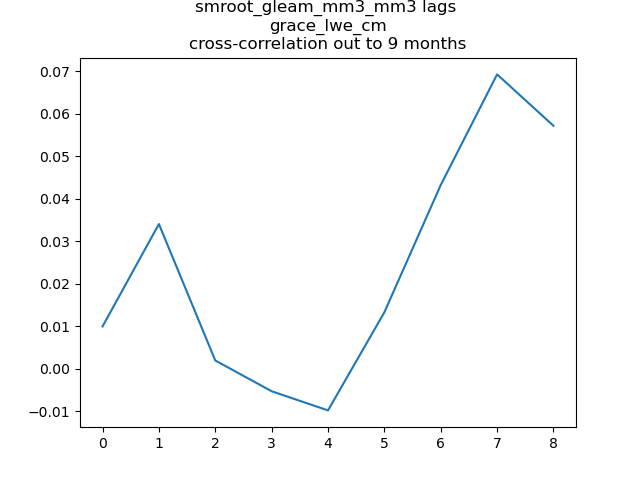 smroot_gleam_mm3_mm3 lags
grace_lwe_cm
cross-correlation out to 9 months
0.07
0.06
0.05
0.04
0.03
0.02
0.01
0.00
−0.01
0 1 2 3 4 5 6 7 8